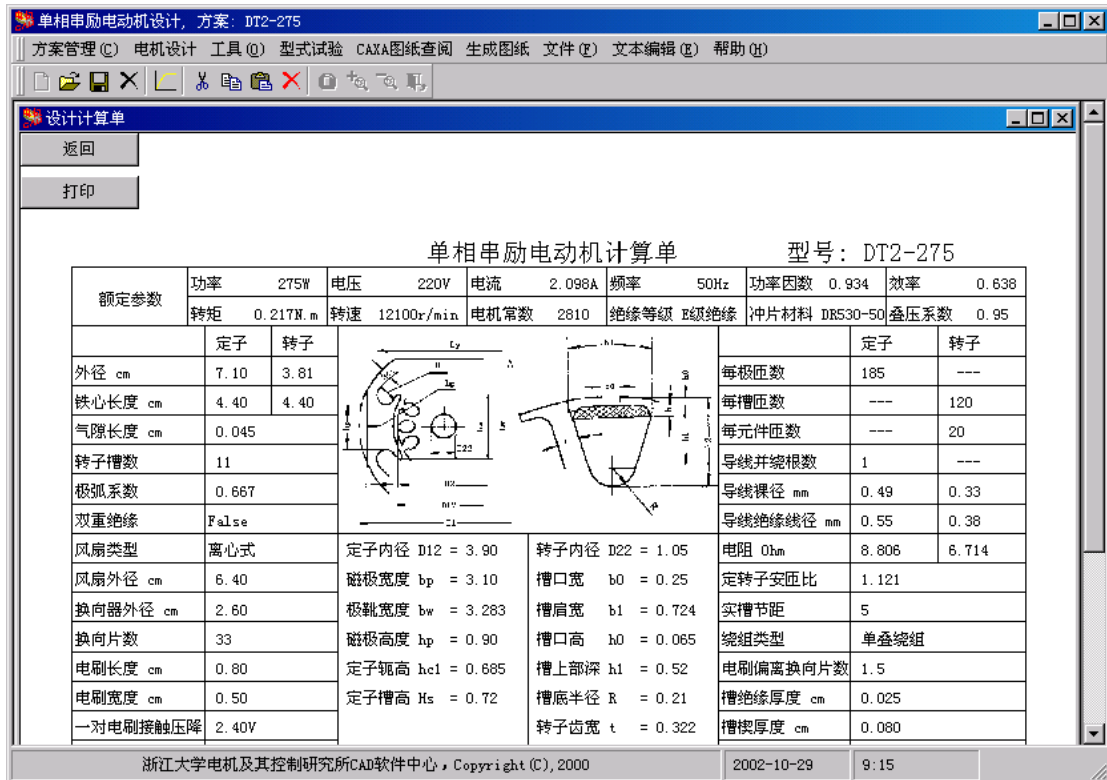 单相串励电动机设计, 方案: DT2-275
方案管理(C) 电机设计 工具(O) 型式试验 CAXA图纸查阅 生成图纸 文件(F) 文本编辑(E) 帮助(H)
设计计算单
返回
打印
单相串励电动机计算单 型号: DT2-275
额定参数 功率 275W 电压 220V 电流 2.098A 频率 50Hz 功率因数 0.934 效率 0.638
转矩 0.217N.m 转速 12100r/min 电机常数 2810 绝缘等级 E级绝缘 冲片材料 DR530-50 叠压系数 0.95
定子 转子 定子 转子
外径 cm 7.10 3.81 每极匝数 185 ---
铁心长度 cm 4.40 4.40 每槽匝数 --- 120
气隙长度 cm 0.045 每元件匝数 --- 20
转子槽数 11 导线并绕根数 1 ---
极弧系数 0.667 导线裸径 mm 0.49 0.33
双重绝缘 False 导线绝缘线径 mm 0.55 0.38
风扇类型 离心式 定子内径 D12 = 3.90 转子内径 D22 = 1.05 电阻 Ohm 8.806 6.714
风扇外径 cm 6.40 磁极宽度 bp = 3.10 槽口宽 b0 = 0.25 定转子安匝比 1.121
换向器外径 cm 2.60 极靴宽度 bw = 3.283 槽肩宽 b1 = 0.724 实槽节距 5
换向片数 33 磁极高度 hp = 0.90 槽口高 h0 = 0.065 绕组类型 单叠绕组
电刷长度 cm 0.80 定子轭高 hc1 = 0.685 槽上部深 h1 = 0.52 电刷偏离换向片数 1.5
电刷宽度 cm 0.50 定子槽高 Hs = 0.72 槽底半径 R = 0.21 槽绝缘厚度 cm 0.025
一对电刷接触压降 2.40V 转子齿宽 t = 0.322 槽楔厚度 cm 0.080
浙江大学电机及其控制研究所CAD软件中心，Copyright(C),2000 2002-10-29 9:15